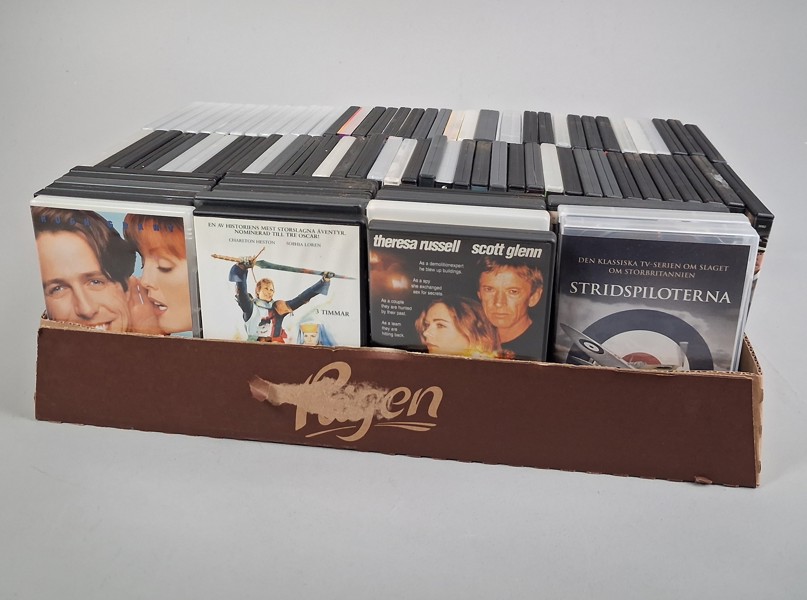 EN AV HISTORIENS MEST STORSLAGNA ÄVENTYR.
NOMINERAD TILL TRE OSCAR!
CHARLTON HESTON SOPHIA LOREN
3 TIMMAR
theresa russell scott glenn
As a demolition expert
he blew up buildings.
As a spy
she exchanged
sex for secrets.
As a couple
they are hunted
by their past.
As a team
they are
hitting back.
DEN KLASSISKA TV-SERIEN OM SLAGET
OM STORBRITANNIEN
STRIDSPILOTERNA
Pågen